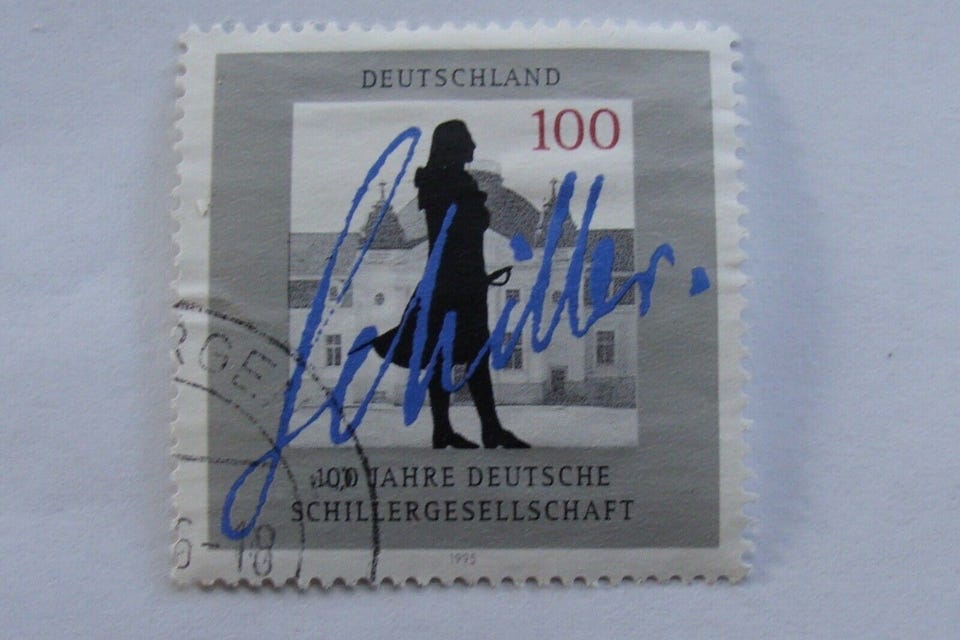 DEUTSCHLAND
100
Schiller.
100 JAHRE DEUTSCHE
SCHILLERGESELLSCHAFT
1995